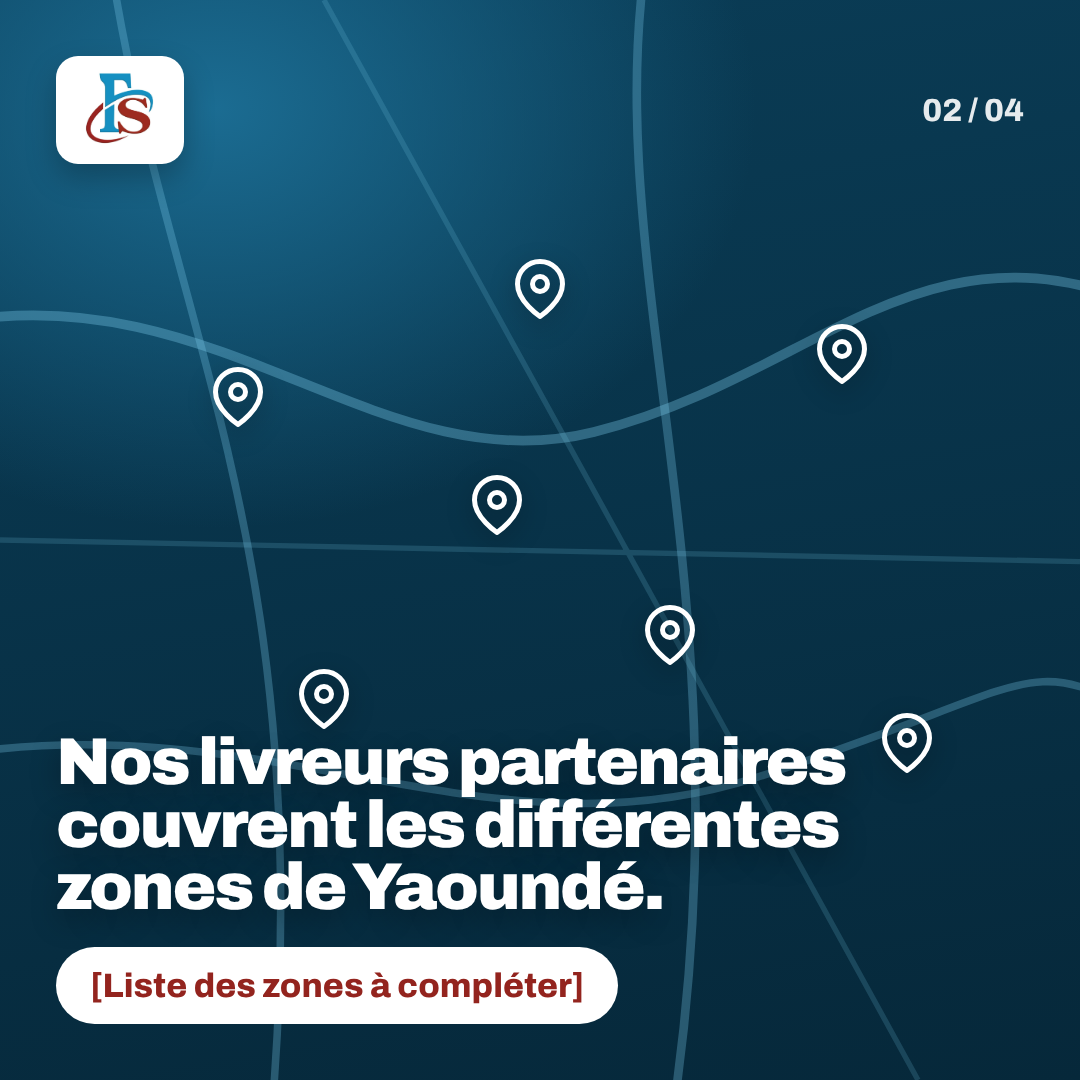 FS
02 / 04
Nos livreurs partenaires
couvrent les différentes
zones de Yaoundé.
[Liste des zones à compléter]